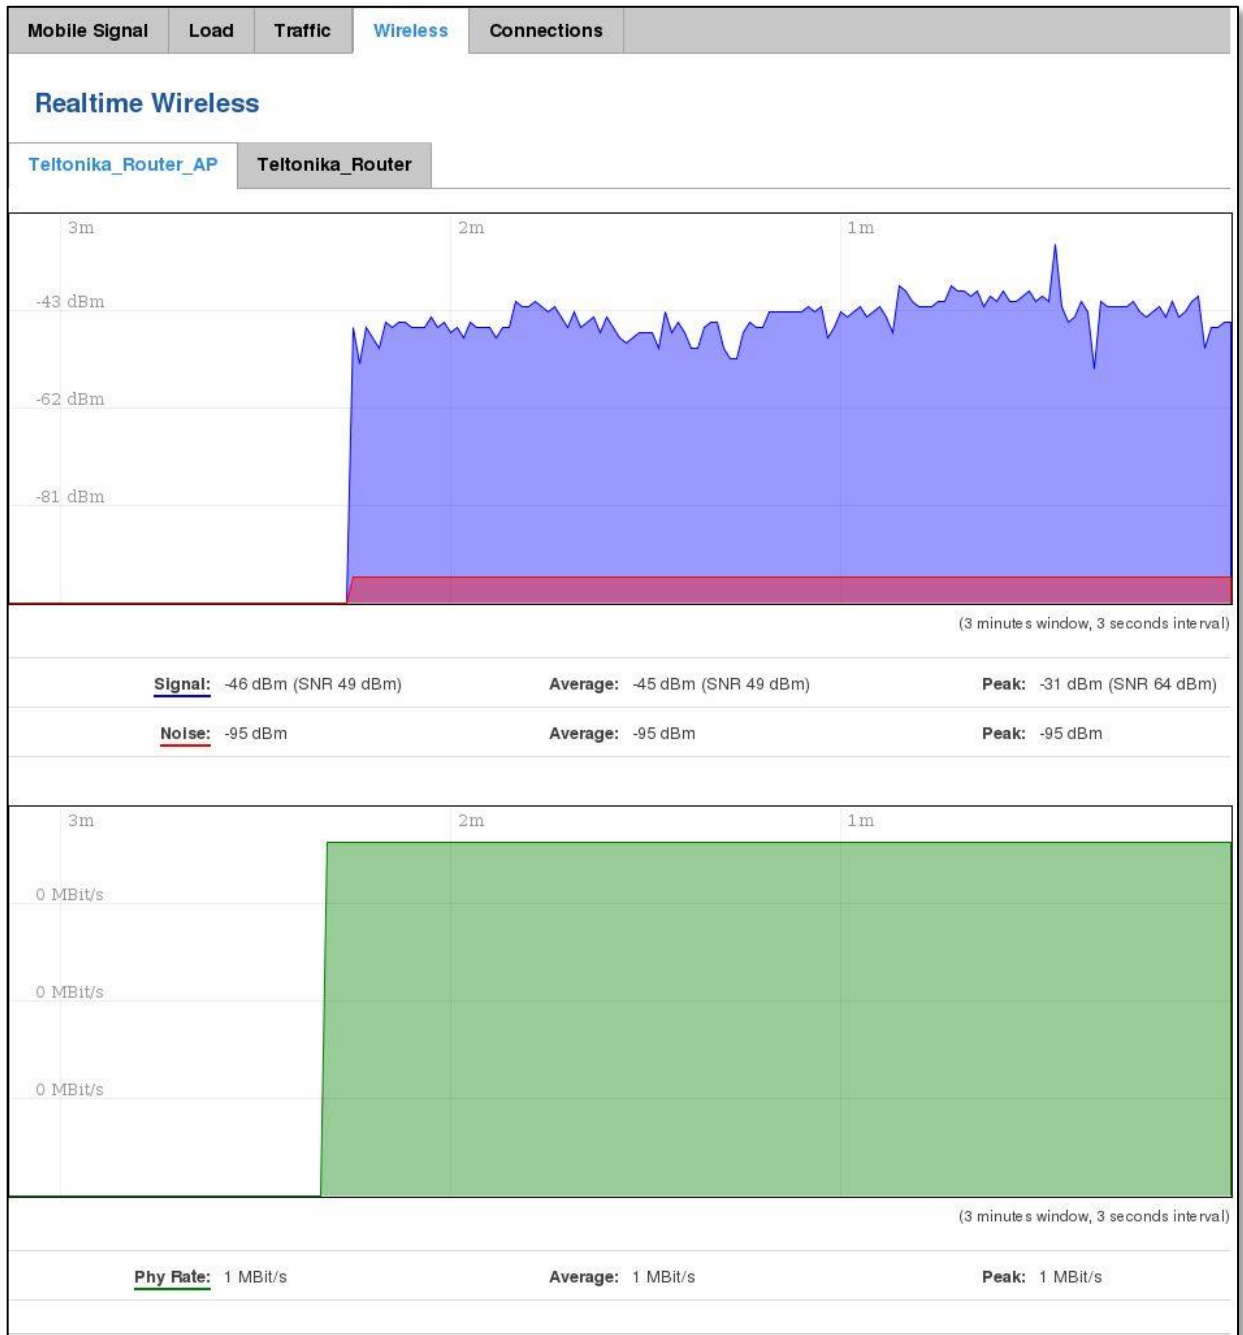 Mobile Signal Load Traffic Wireless Connections
Realtime Wireless
Teltonika_Router_AP Teltonika_Router
3m 2m 1m
-43 dBm
-62 dBm
-81 dBm
(3 minutes window, 3 seconds interval)
Signal: -46 dBm (SNR 49 dBm) Average: -45 dBm (SNR 49 dBm) Peak: -31 dBm (SNR 64 dBm)
Noise: -95 dBm Average: -95 dBm Peak: -95 dBm
3m 2m 1m
0 MBit/s
0 MBit/s
0 MBit/s
(3 minutes window, 3 seconds interval)
Phy Rate: 1 MBit/s Average: 1 MBit/s Peak: 1 MBit/s